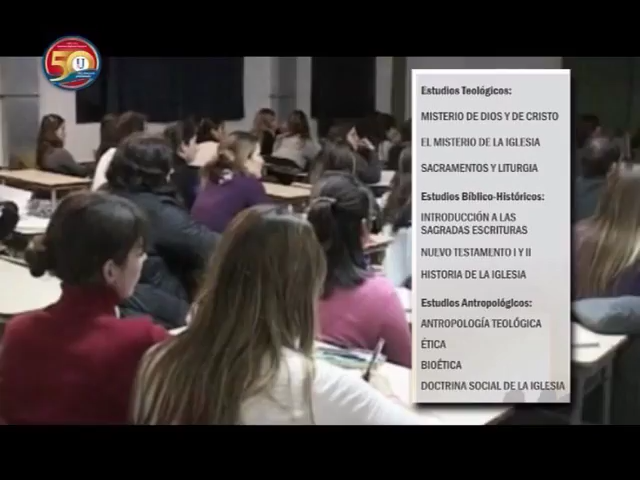 50
UJ
Estudios Teológicos:
MISTERIO DE DIOS Y DE CRISTO
EL MISTERIO DE LA IGLESIA
SACRAMENTOS Y LITURGIA
Estudios Bíblico-Históricos:
INTRODUCCIÓN A LAS
SAGRADAS ESCRITURAS
NUEVO TESTAMENTO I Y II
HISTORIA DE LA IGLESIA
Estudios Antropológicos:
ANTROPOLOGÍA TEOLÓGICA
ÉTICA
BIOÉTICA
DOCTRINA SOCIAL DE LA IGLESIA